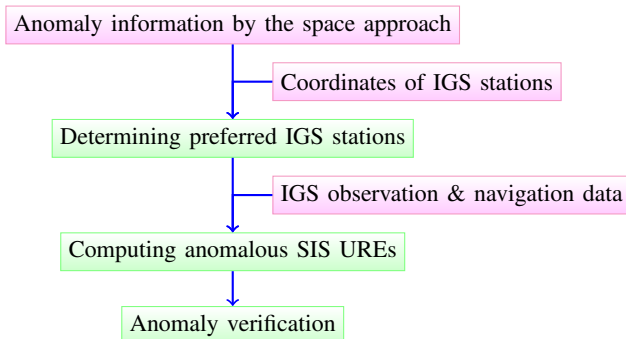 Anomaly information by the space approach
Coordinates of IGS stations
Determining preferred IGS stations
IGS observation & navigation data
Computing anomalous SIS UREs
Anomaly verification